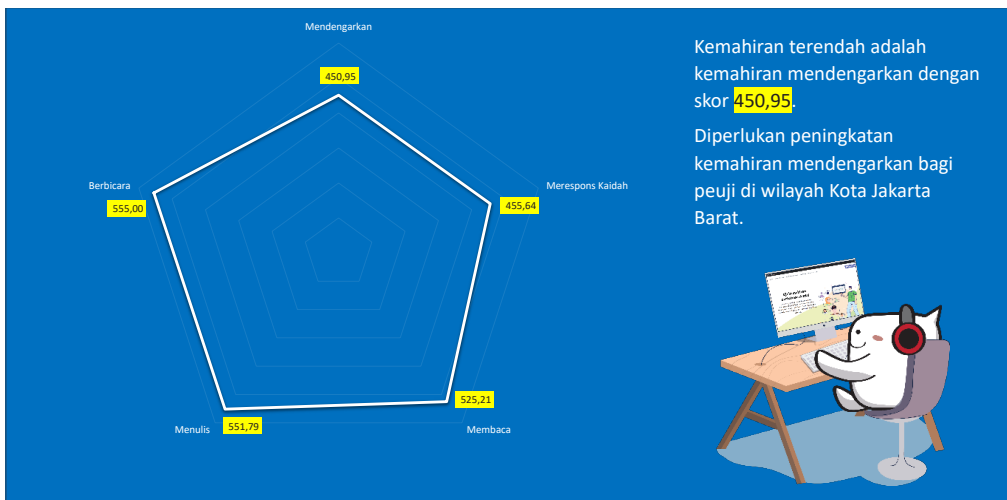 Mendengarkan
450,95
Kemahiran terendah adalah
kemahiran mendengarkan dengan
skor 450,95.
Diperlukan peningkatan
kemahiran mendengarkan bagi
peuji di wilayah Kota Jakarta
Barat.
Berbicara
555,00
Merespons Kaidah
455,64
Menulis
551,79
525,21
Membaca